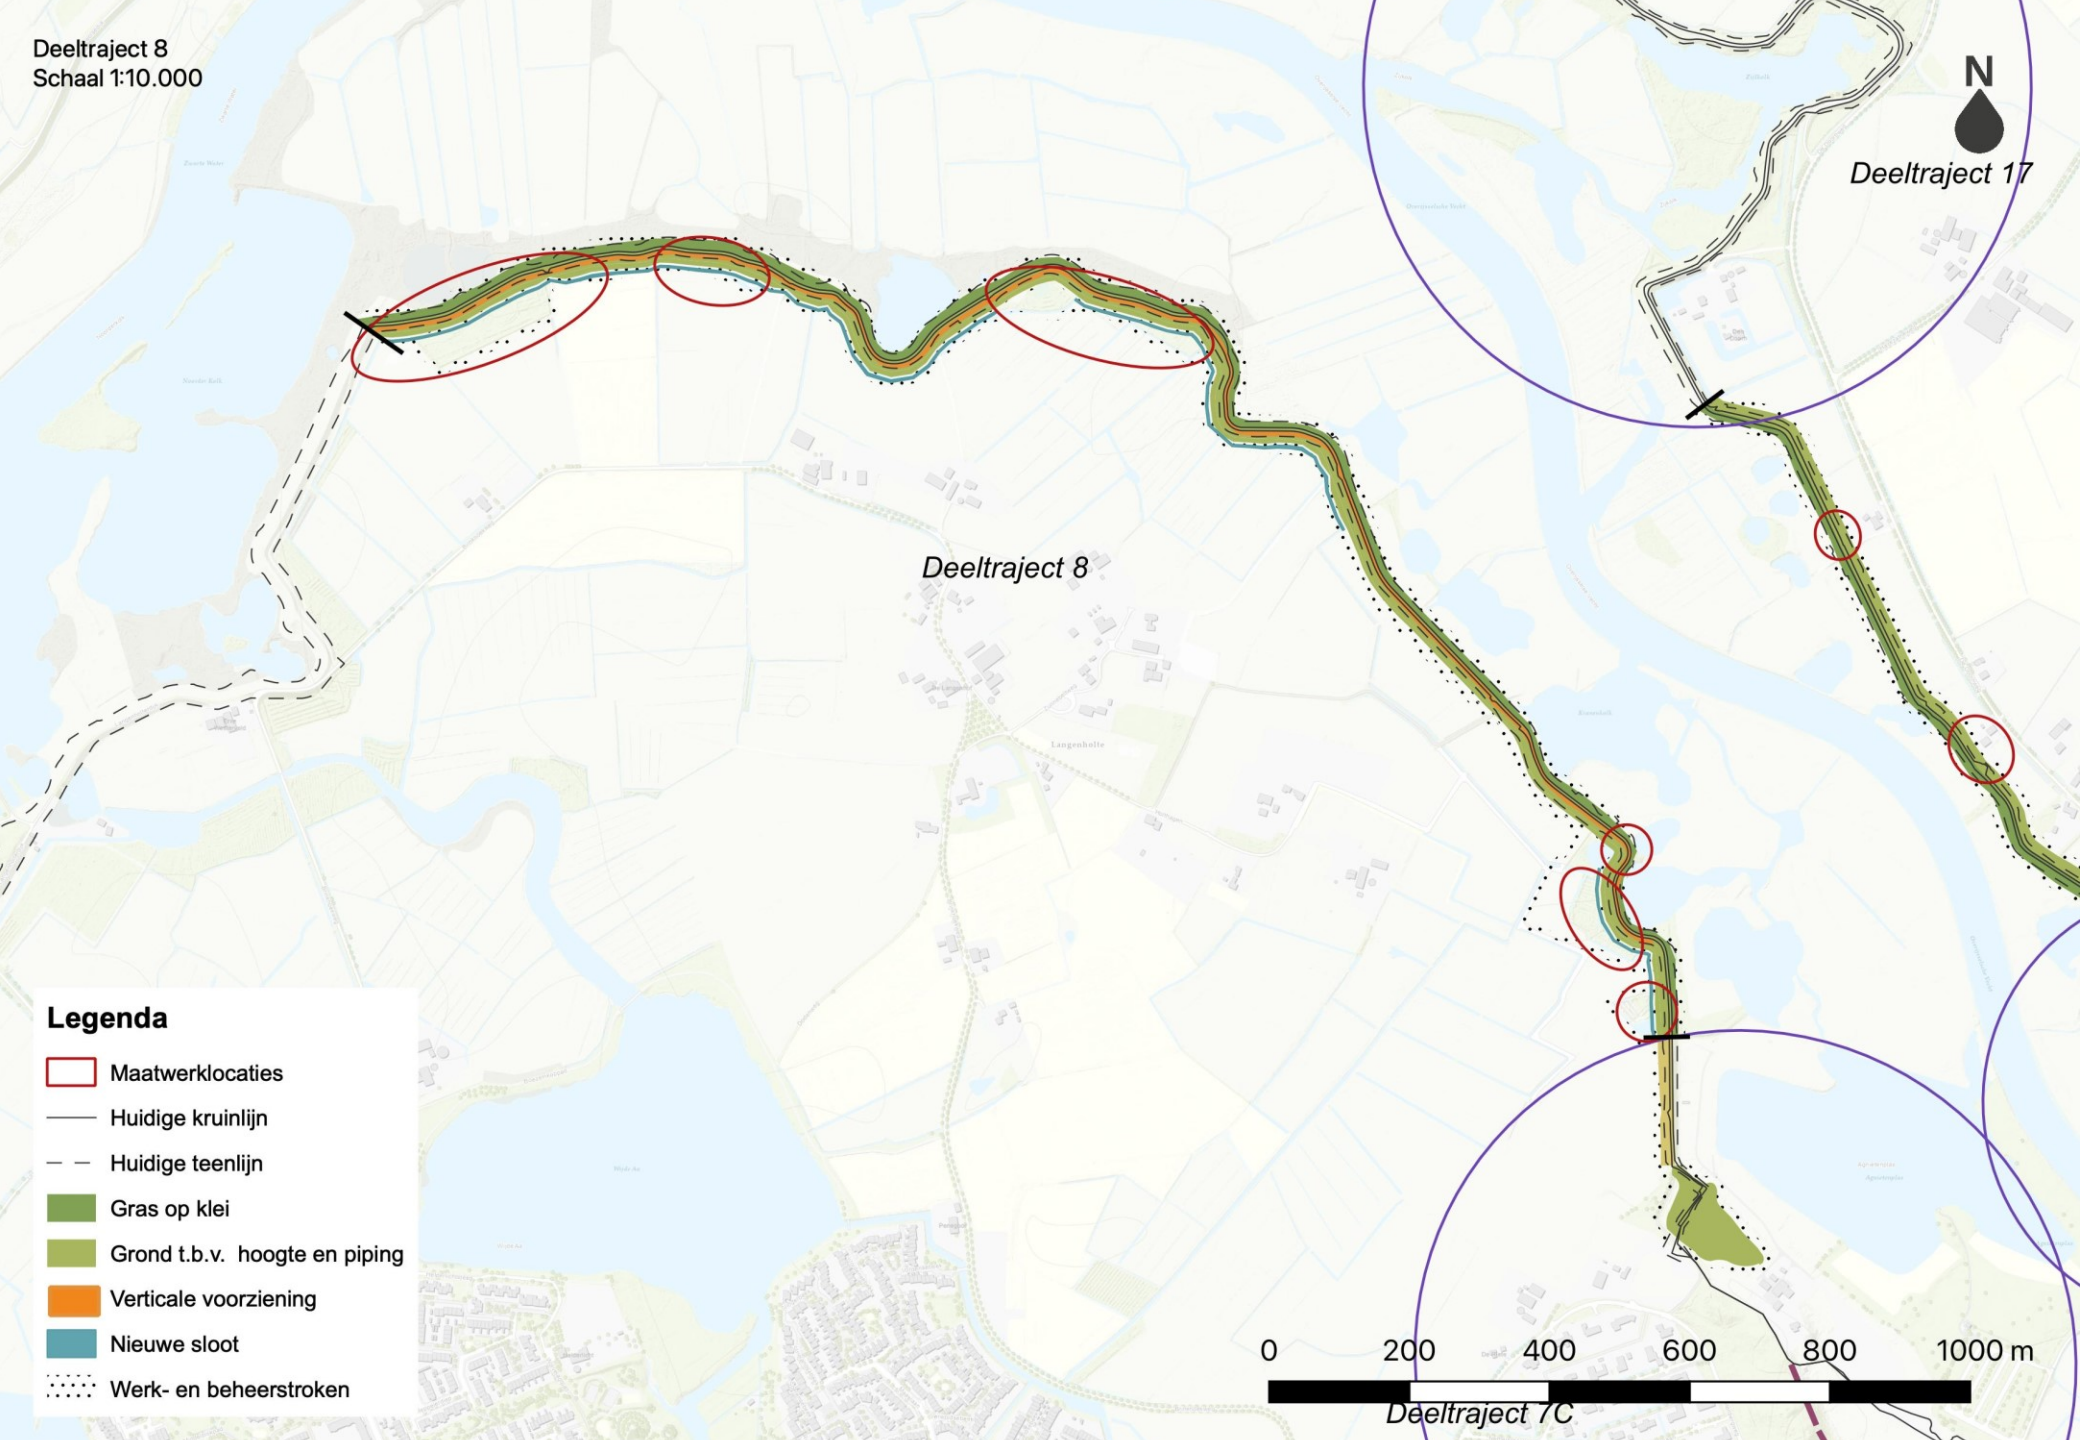 Deeltraject 8
Schaal 1:10.000
N
Deeltraject 17
Deeltraject 8
Langenholte
Legenda
Maatwerklocaties
Huidige kruinlijn
Huidige teenlijn
Gras op klei
Grond t.b.v. hoogte en piping
Verticale voorziening
Nieuwe sloot
Werk- en beheerstroken
0 200 400 600 800 1000 m
Deeltraject 7C